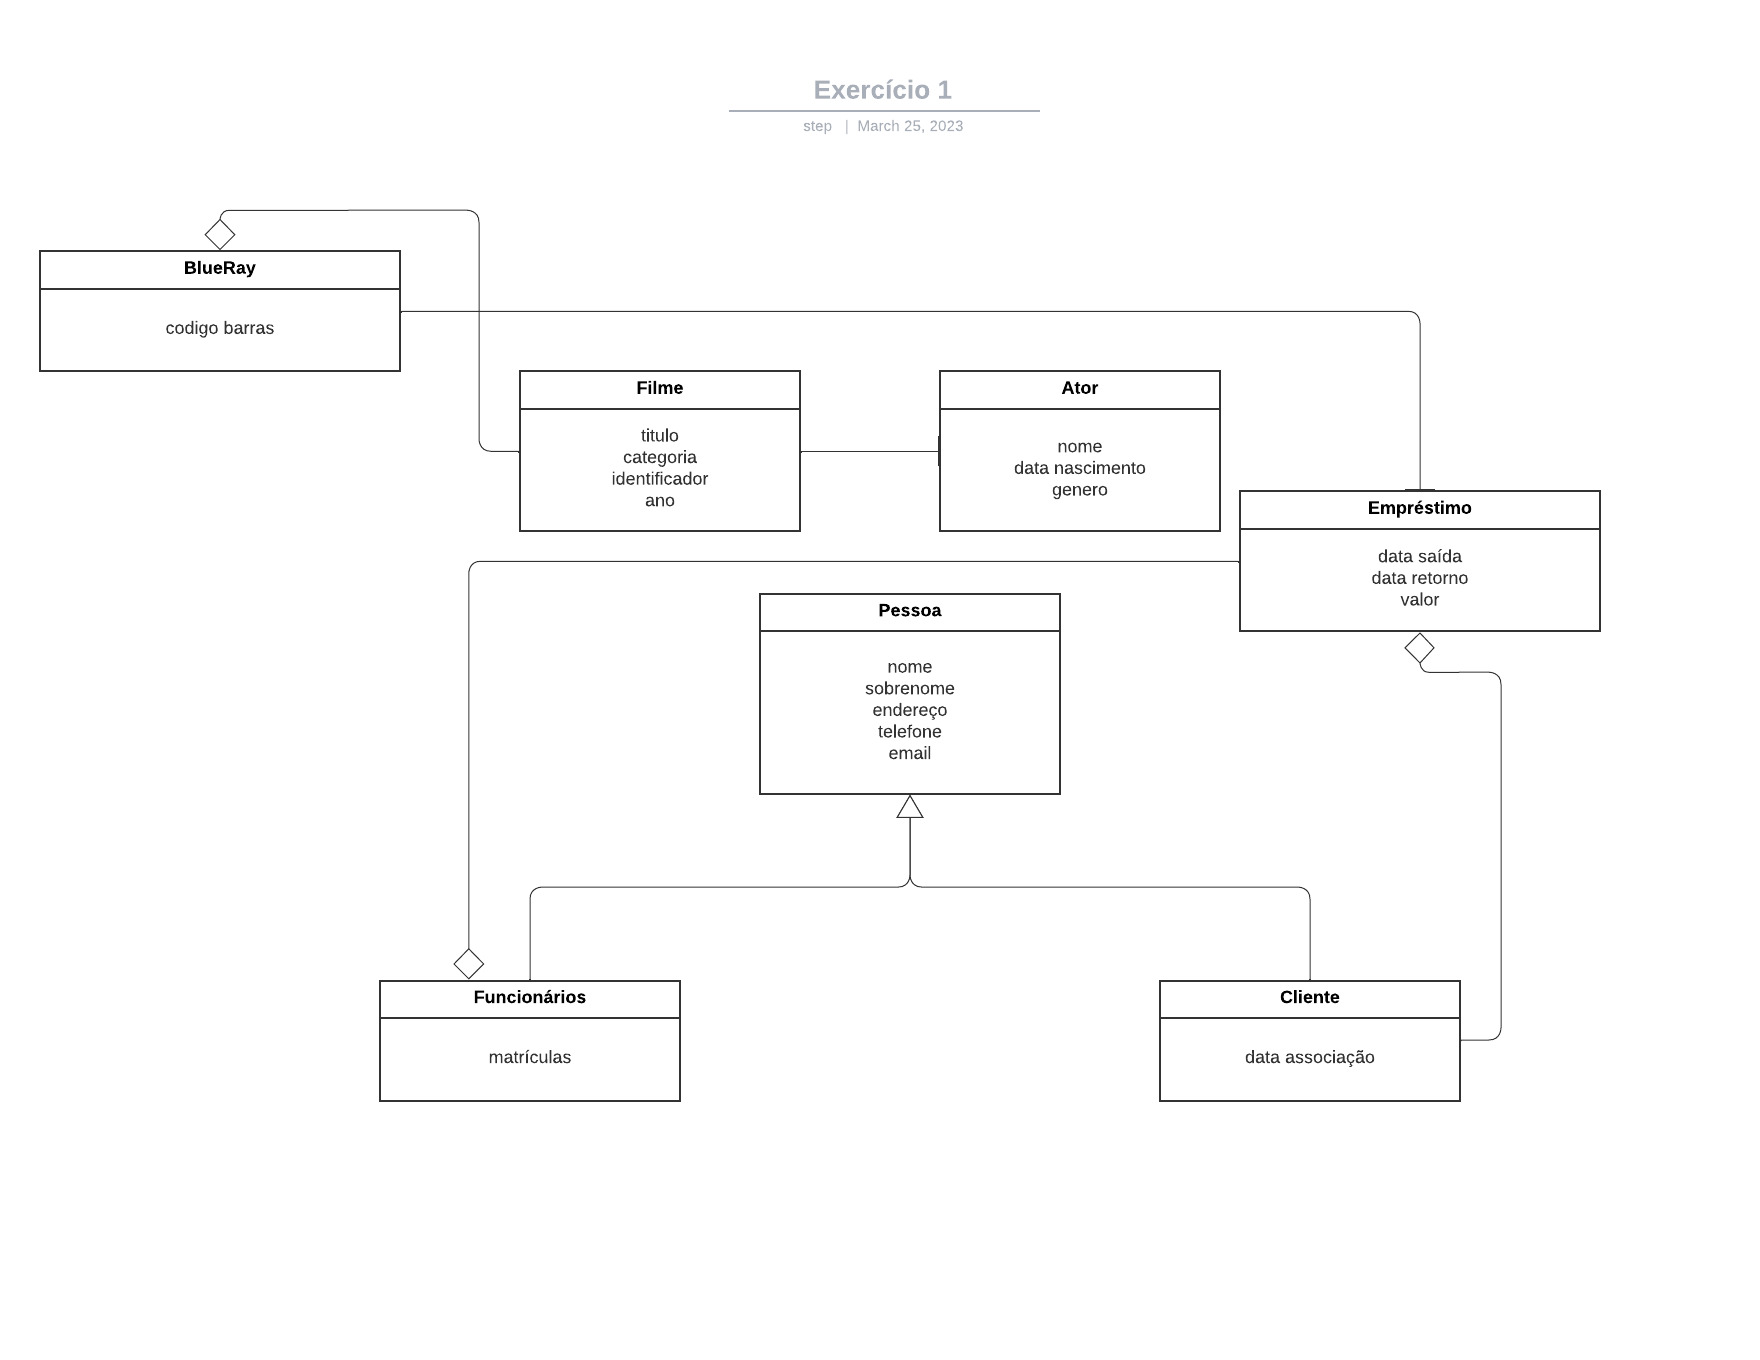 Exercício 1
step | March 25, 2023
BlueRay
codigo barras
Filme
titulo
categoria
identificador
ano
Ator
nome
data nascimento
genero
Empréstimo
data saída
data retorno
valor
Pessoa
nome
sobrenome
endereço
telefone
email
Funcionários
matrículas
Cliente
data associação